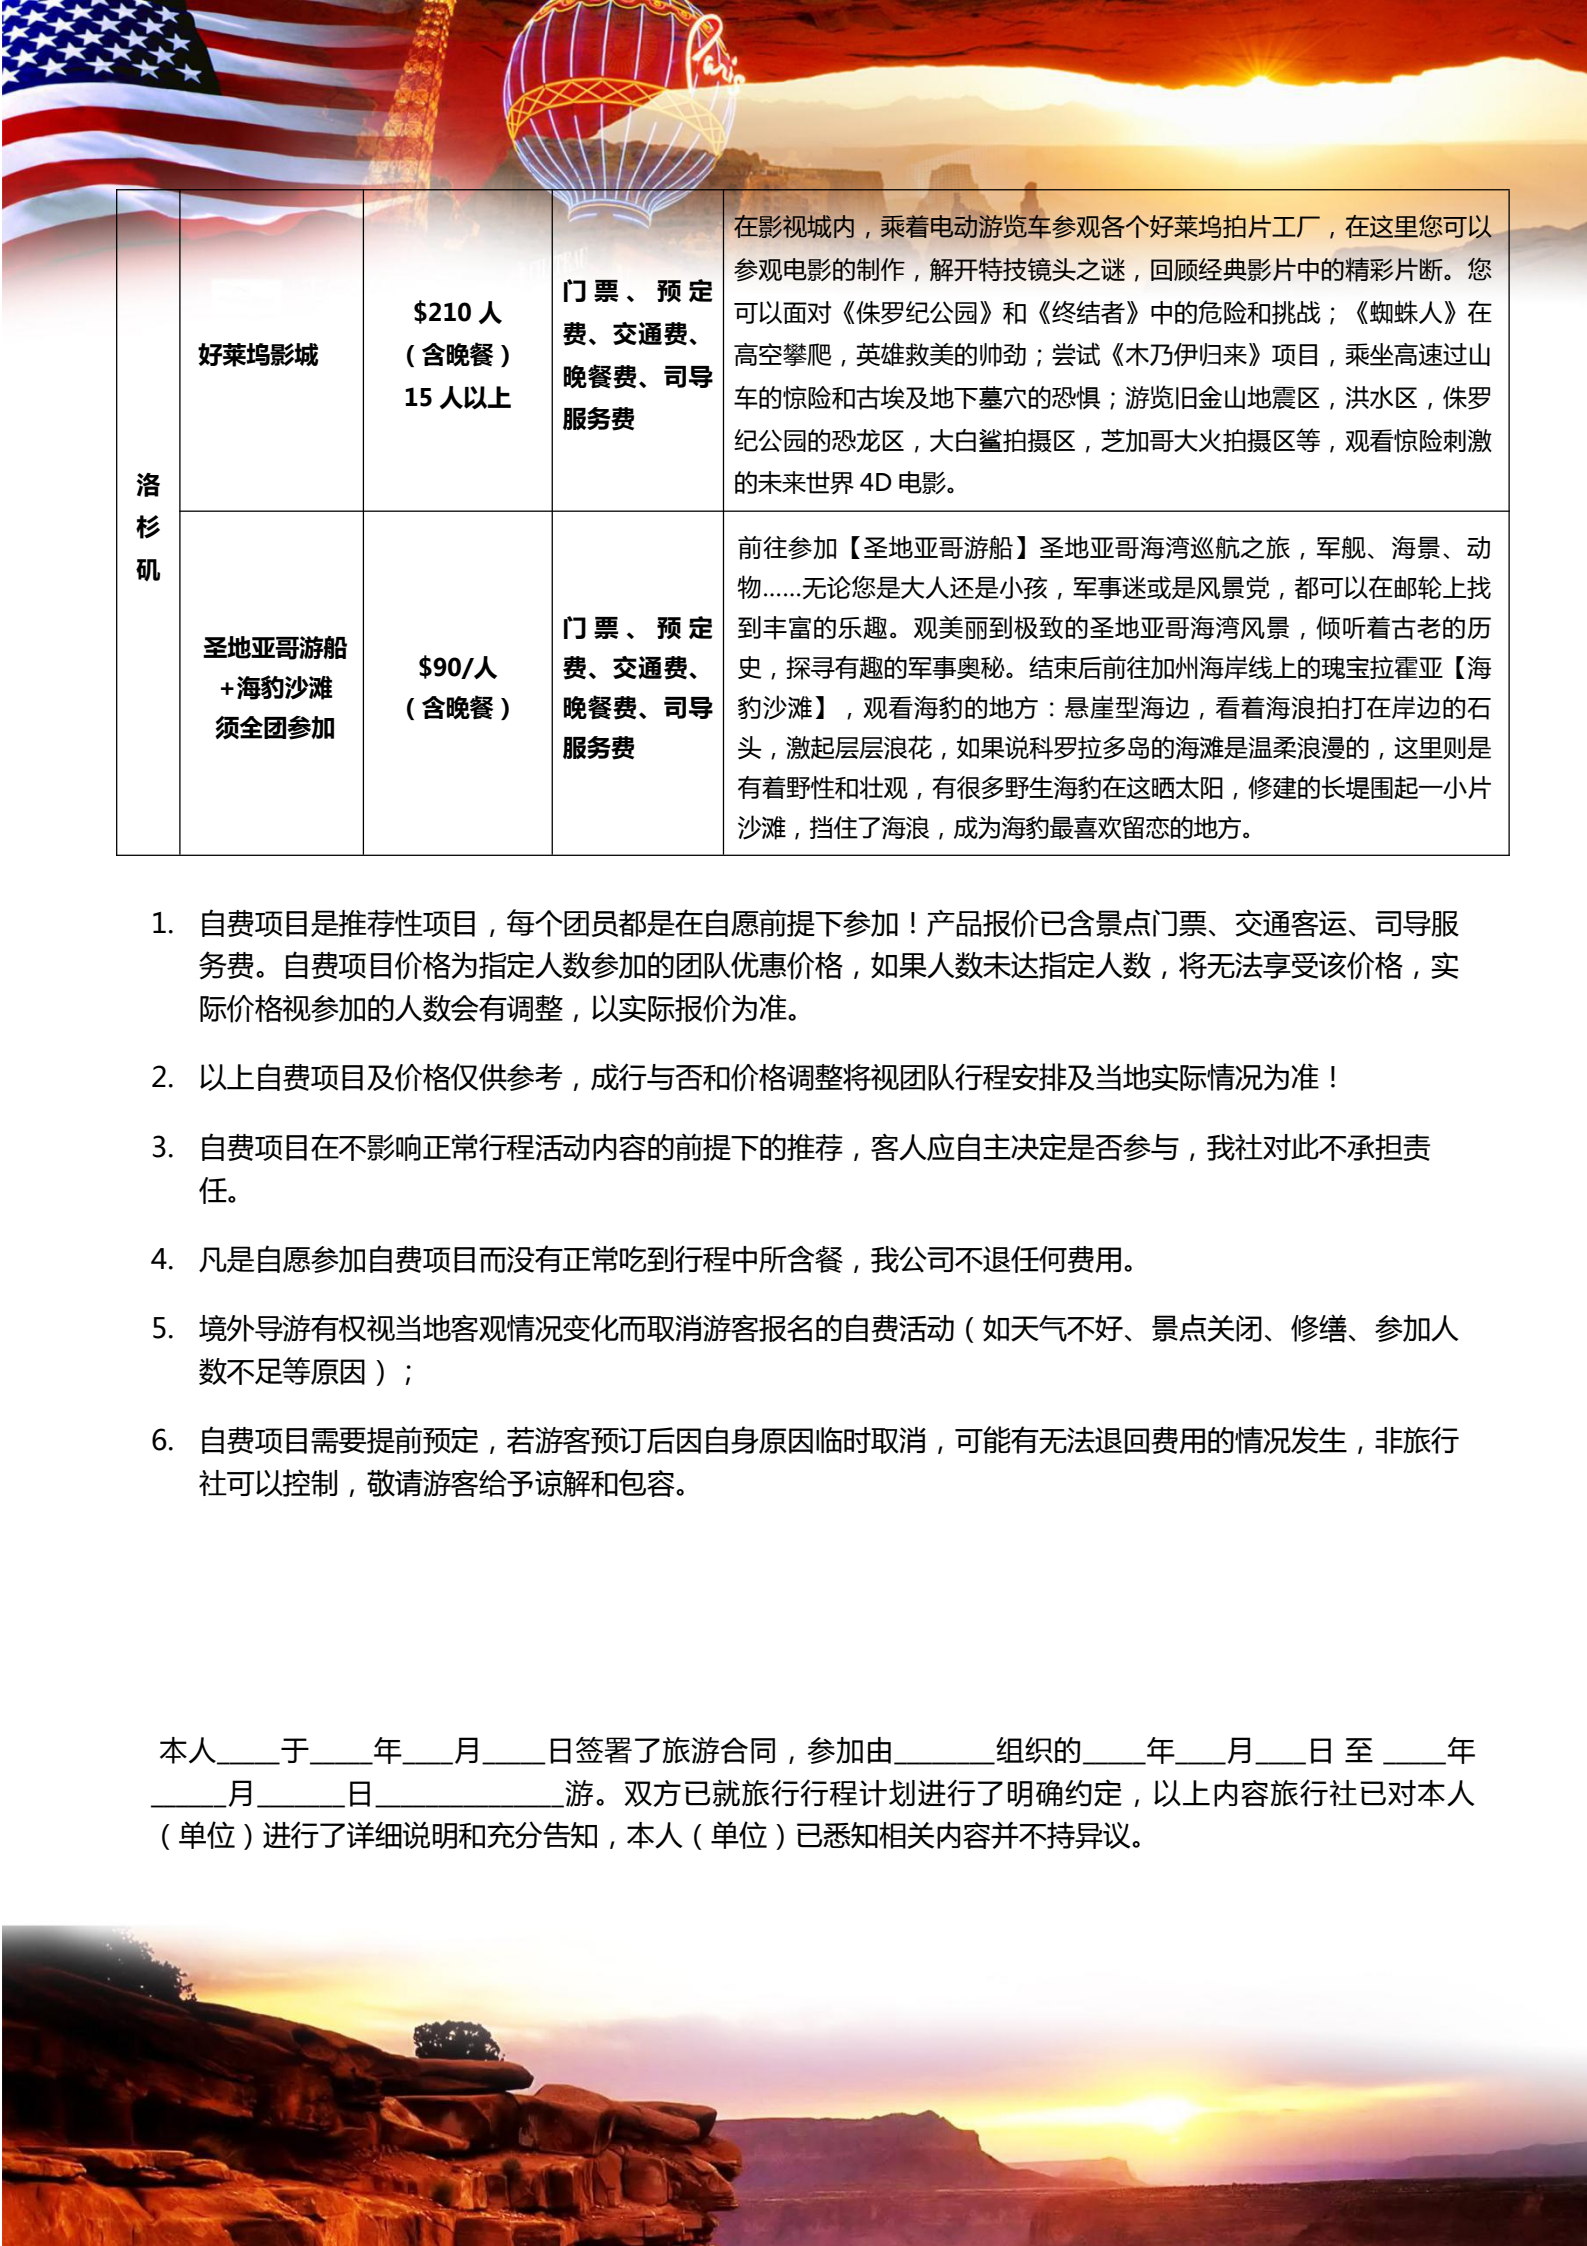 Paris
洛
杉
矶
好莱坞影城
$210 人
（含晚餐）
15 人以上
门票、预定
费、交通费、
晚餐费、司导
服务费
在影视城内，乘着电动游览车参观各个好莱坞拍片工厂，在这里您可以
参观电影的制作，解开特技镜头之谜，回顾经典影片中的精彩片断。您
可以面对《侏罗纪公园》和《终结者》中的危险和挑战；《蜘蛛人》在
高空攀爬，英雄救美的帅劲；尝试《木乃伊归来》项目，乘坐高速过山
车的惊险和古埃及地下墓穴的恐惧；游览旧金山地震区，洪水区，侏罗
纪公园的恐龙区，大白鲨拍摄区，芝加哥大火拍摄区等，观看惊险刺激
的未来世界 4D 电影。
圣地亚哥游船
+海豹沙滩
须全团参加
$90/人
（含晚餐）
门票、预定
费、交通费、
晚餐费、司导
服务费
前往参加【圣地亚哥游船】圣地亚哥海湾巡航之旅，军舰、海景、动
物......无论您是大人还是小孩，军事迷或是风景党，都可以在邮轮上找
到丰富的乐趣。观美丽到极致的圣地亚哥海湾风景，倾听着古老的历
史，探寻有趣的军事奥秘。结束后前往加州海岸线上的瑰宝拉霍亚【海
豹沙滩】，观看海豹的地方：悬崖型海边，看着海浪拍打在岸边的石
头，激起层层浪花，如果说科罗拉多岛的海滩是温柔浪漫的，这里则是
有着野性和壮观，有很多野生海豹在这晒太阳，修建的长堤围起一小片
沙滩，挡住了海浪，成为海豹最喜欢留恋的地方。
1. 自费项目是推荐性项目，每个团员都是在自愿前提下参加！产品报价已含景点门票、交通客运、司导服
务费。自费项目价格为指定人数参加的团队优惠价格，如果人数未达指定人数，将无法享受该价格，实
际价格视参加的人数会有调整，以实际报价为准。
2. 以上自费项目及价格仅供参考，成行与否和价格调整将视团队行程安排及当地实际情况为准！
3. 自费项目在不影响正常行程活动内容的前提下的推荐，客人应自主决定是否参与，我社对此不承担责
任。
4. 凡是自愿参加自费项目而没有正常吃到行程中所含餐，我公司不退任何费用。
5. 境外导游有权视当地客观情况变化而取消游客报名的自费活动（如天气不好、景点关闭、修缮、参加人
数不足等原因）；
6. 自费项目需要提前预定，若游客预订后因自身原因临时取消，可能有无法退回费用的情况发生，非旅行
社可以控制，敬请游客给予谅解和包容。
本人_____于_____年____月_____日签署了旅游合同，参加由________组织的_____年____月____日 至 _____年
______月_______日_______________游。双方已就旅行行程计划进行了明确约定，以上内容旅行社已对本人
（单位）进行了详细说明和充分告知，本人（单位）已悉知相关内容并不持异议。